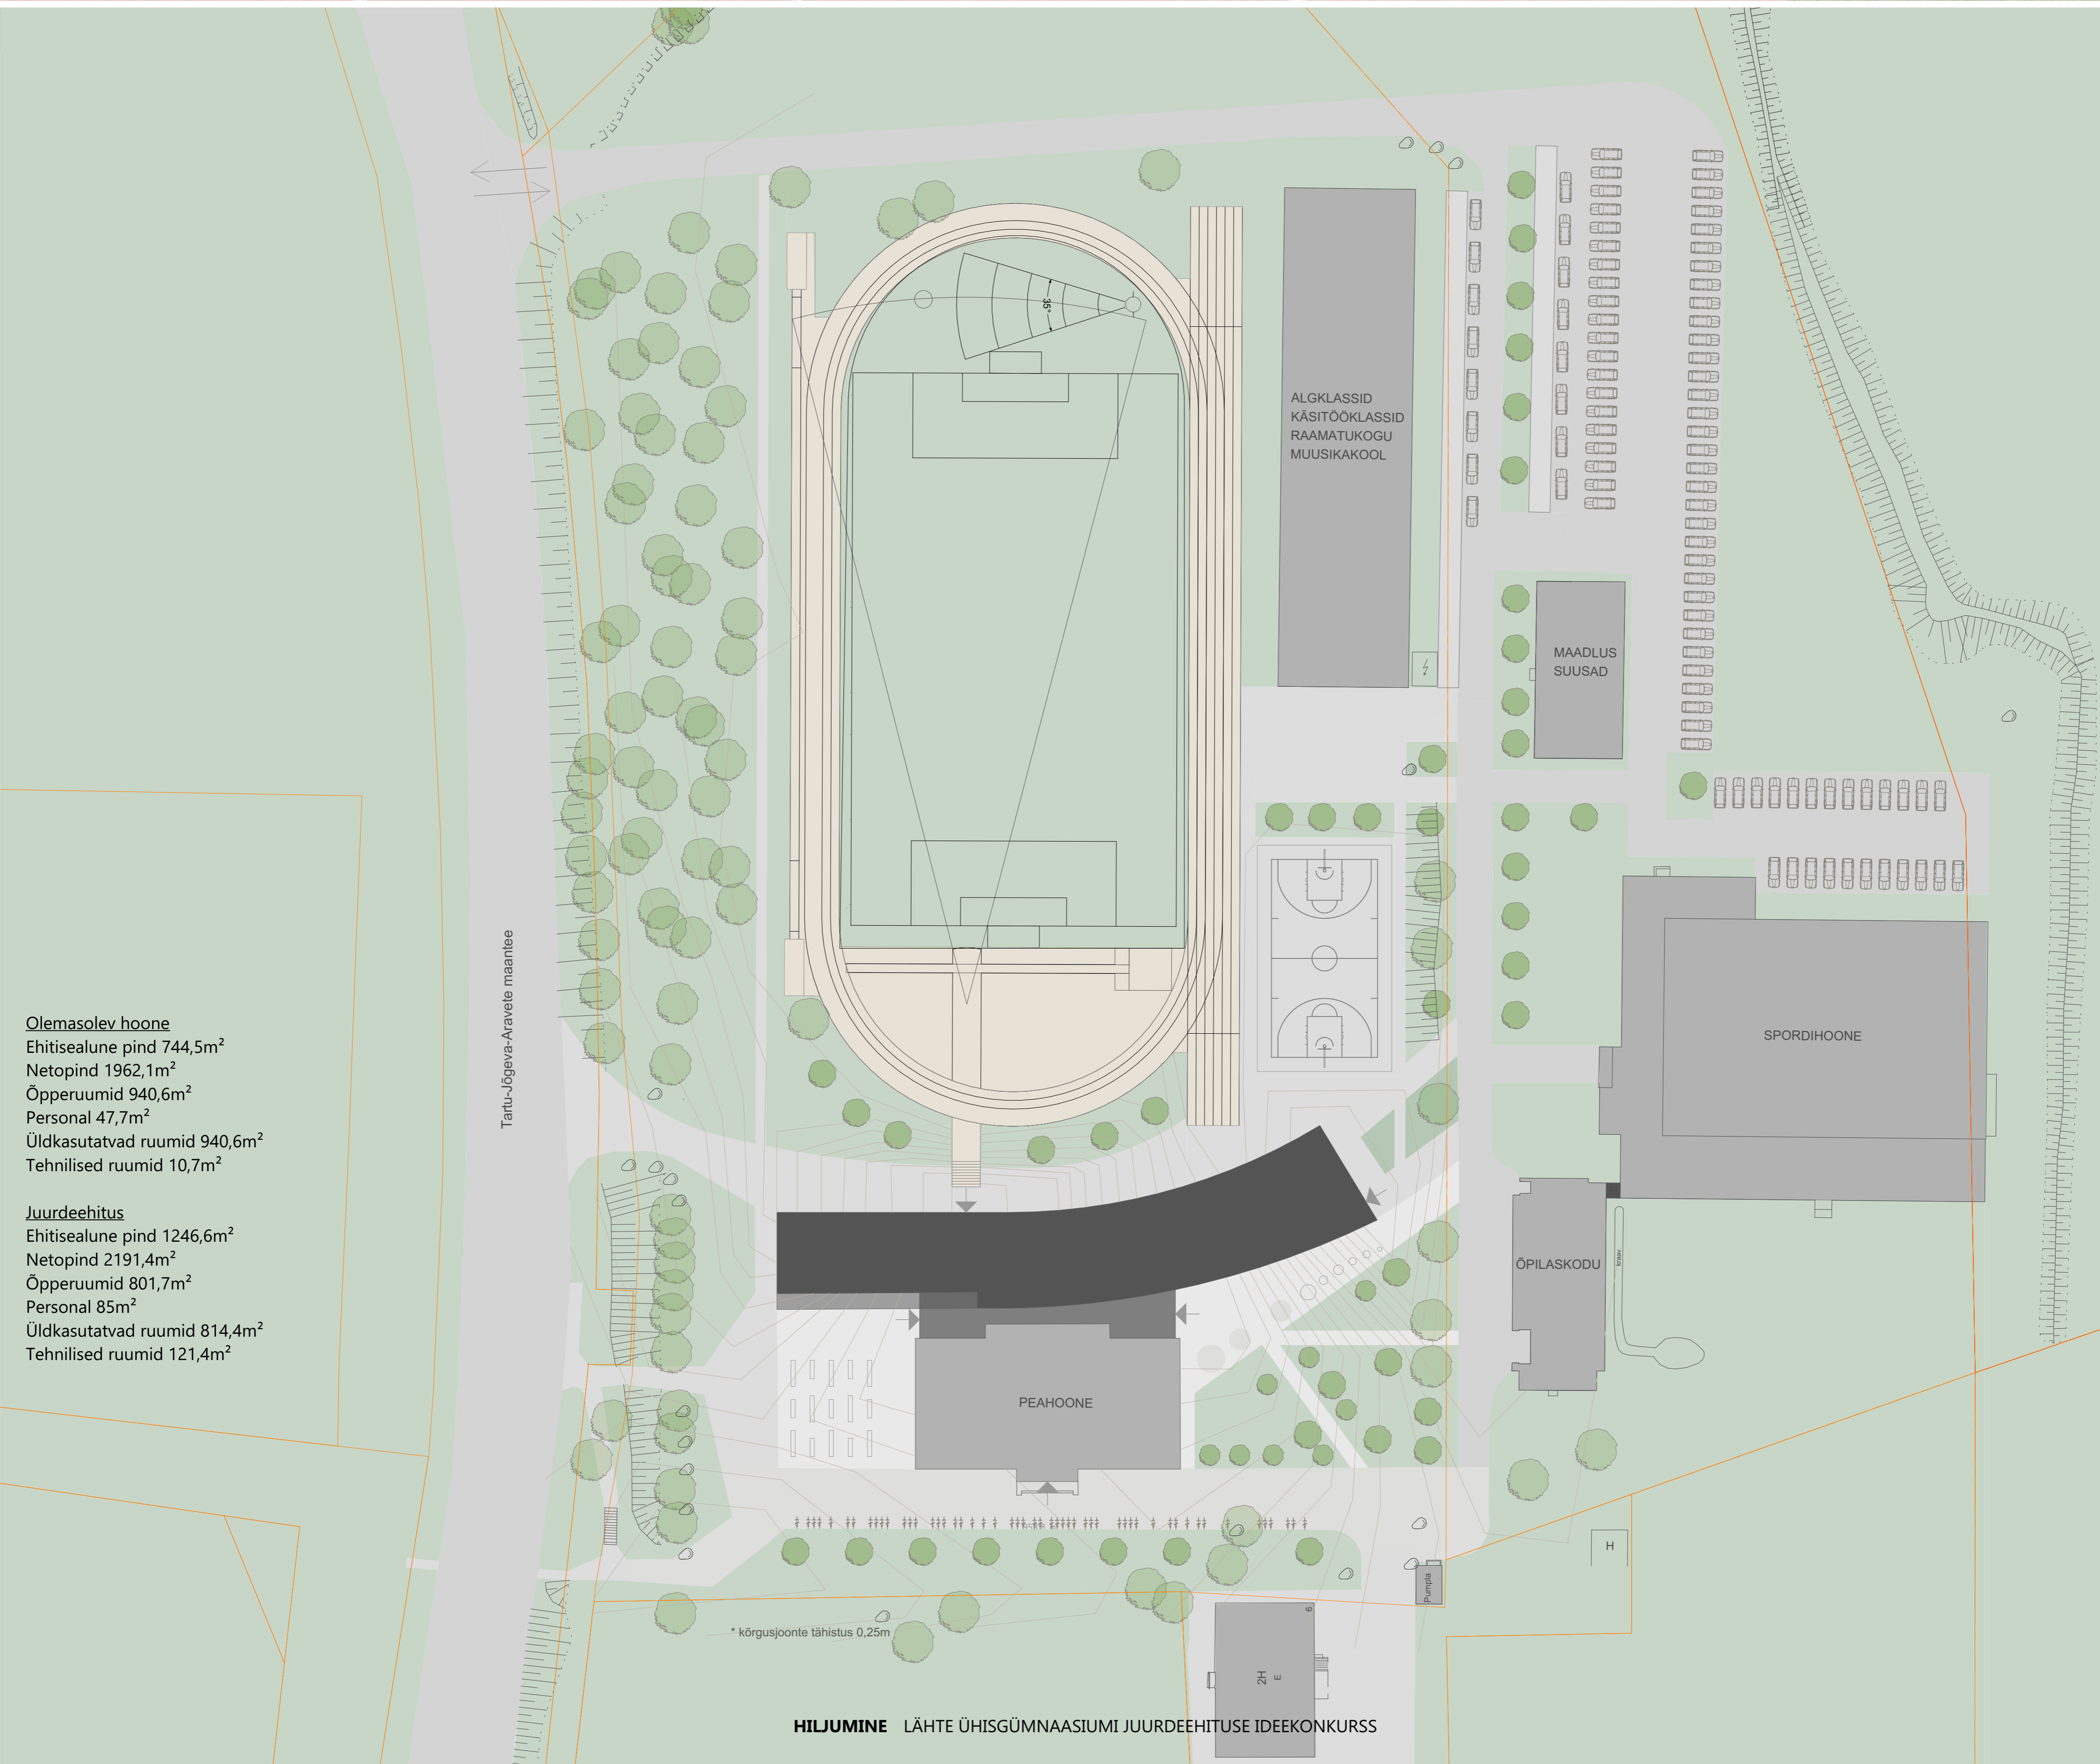 35°
ALGKLASSID
KÄSITÖÖKLASSID
RAAMATUKOGU
MUUSIKAKOOL
MAADLUS
SUUSAD
Tartu-Jõgeva-Aravete maantee
SPORDIHOONE
Olemasolev hoone
Ehitisealune pind 744,5m²
Netopind 1962,1m²
Õpperuumid 940,6m²
Personal 47,7m²
Üldkasutatvad ruumid 940,6m²
Tehnilised ruumid 10,7m²
Juurdeehitus
Ehitisealune pind 1246,6m²
Netopind 2191,4m²
Õpperuumid 801,7m²
Personal 85m²
Üldkasutatvad ruumid 814,4m²
Tehnilised ruumid 121,4m²
ÕPILASKODU
kraav
PEAHOONE
H
Pumpla
* kõrgusjoonte tähistus 0,25m
6
2H
E
HILJUMINE LÄHTE ÜHISGÜMNAASIUMI JUURDEEHITUSE IDEEKONKURSS